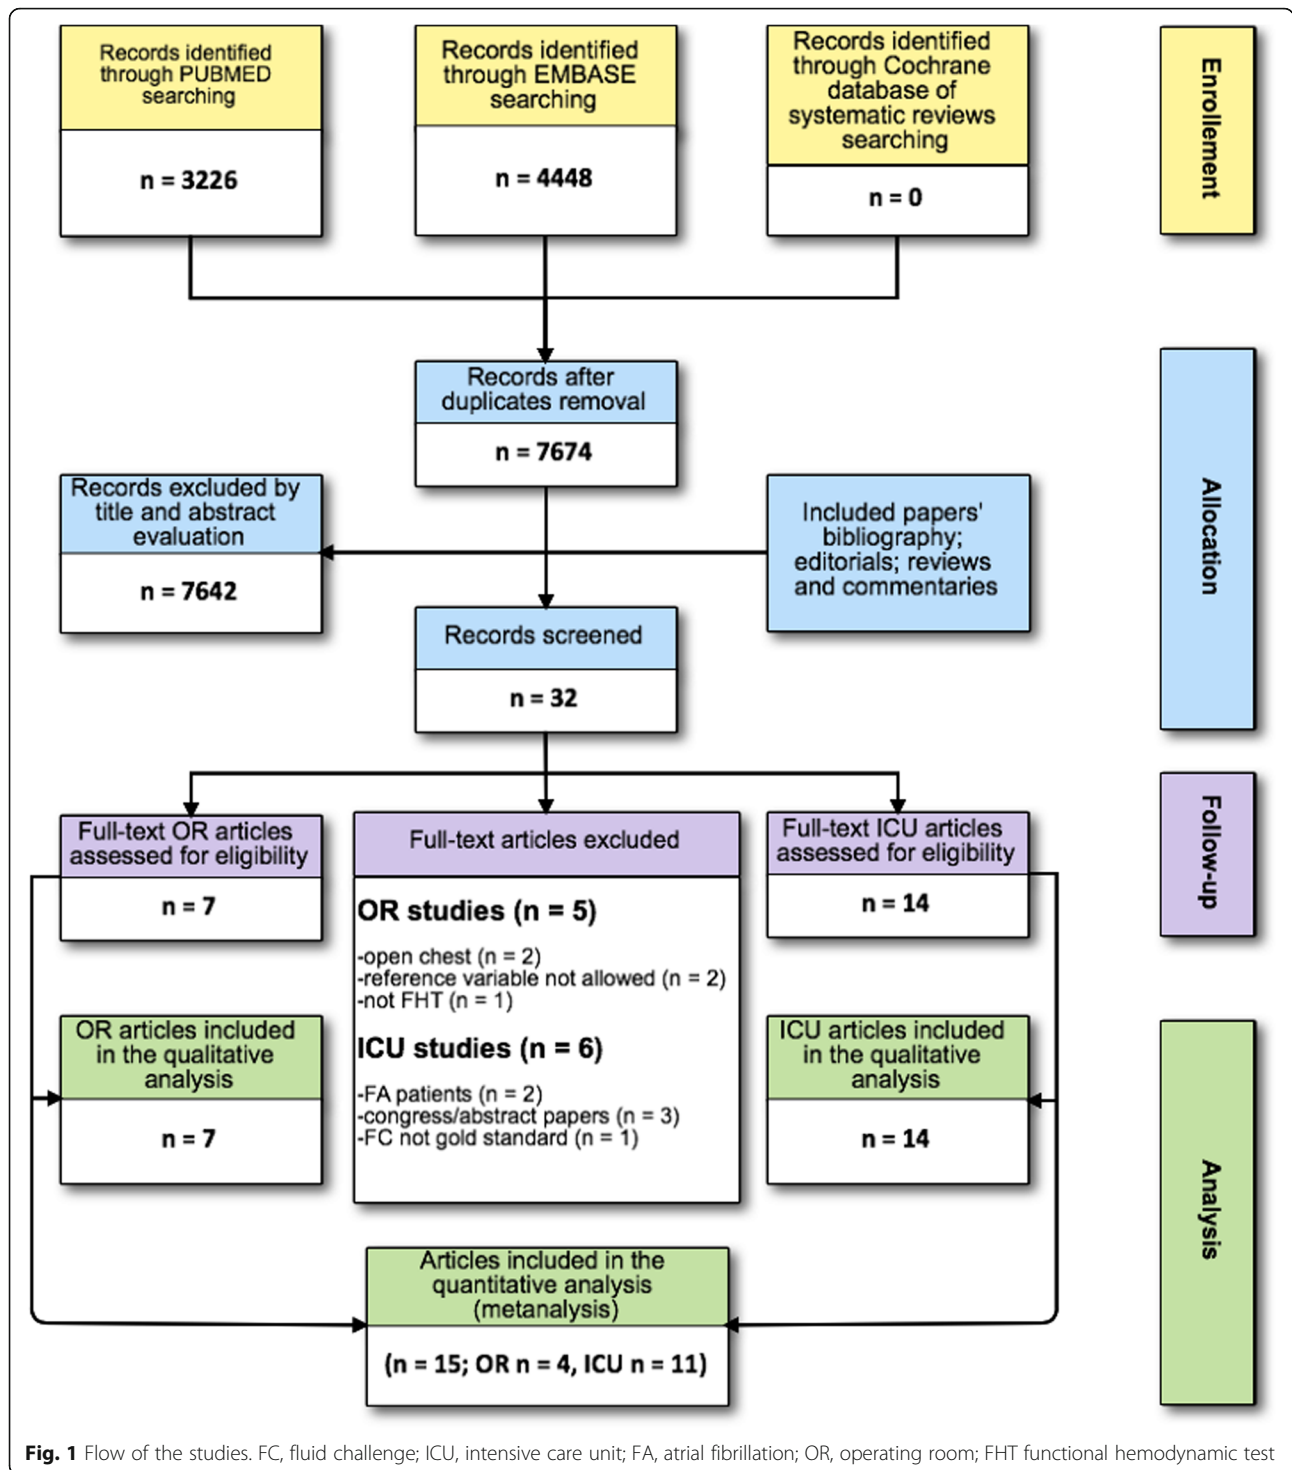 Records identified
through PUBMED
searching
n = 3226
Records identified
through EMBASE
searching
n = 4448
Records identified
through Cochrane
database of
systematic reviews
searching
n = 0
Enrollement
Records after
duplicates removal
n = 7674
Records excluded by
title and abstract
evaluation
n = 7642
Included papers'
bibliography;
editorials; reviews
and commentaries
Records screened
n = 32
Allocation
Full-text OR articles
assessed for eligibility
n = 7
Full-text articles excluded
OR studies (n = 5)
-open chest (n = 2)
-reference variable not allowed (n = 2)
-not FHT (n = 1)
ICU studies (n = 6)
-FA patients (n = 2)
-congress/abstract papers (n = 3)
-FC not gold standard (n = 1)
Full-text ICU articles
assessed for eligibility
n = 14
Follow-up
OR articles included
in the qualitative
analysis
n = 7
ICU articles included
in the qualitative
analysis
n = 14
Articles included in the
quantitative analysis
(metanalysis)
(n = 15; OR n = 4, ICU n = 11)
Analysis
Fig. 1 Flow of the studies. FC, fluid challenge; ICU, intensive care unit; FA, atrial fibrillation; OR, operating room; FHT functional hemodynamic test